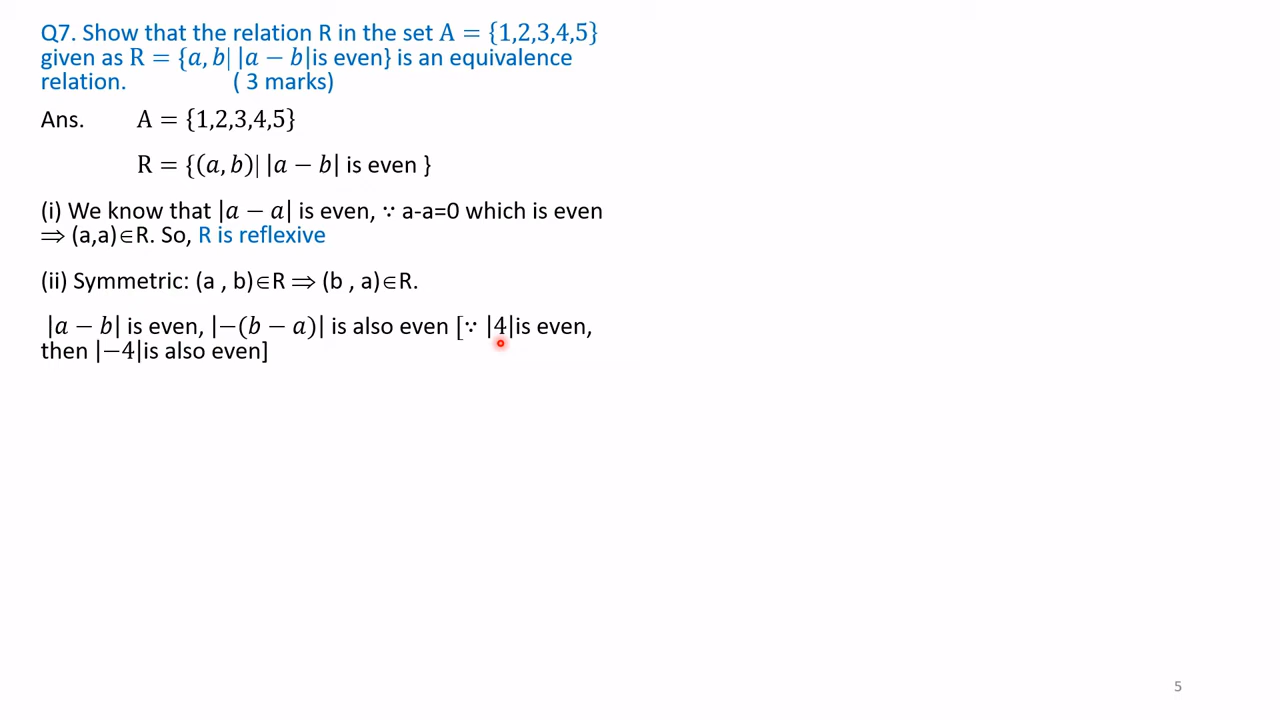 Q7. Show that the relation R in the set A = {1,2,3,4,5}
given as R = {𝑎, 𝑏| |𝑎 − 𝑏|is even} is an equivalence
relation. ( 3 marks)
Ans. A = {1,2,3,4,5}
R = {(𝑎, 𝑏)| |𝑎 − 𝑏| is even }
(i) We know that |𝑎 − 𝑎| is even, ∵ a-a=0 which is even
⇒ (a,a)∈R. So, R is reflexive
(ii) Symmetric: (a , b)∈R ⇒ (b , a)∈R.
|𝑎 − 𝑏| is even, |−(𝑏 − 𝑎)| is also even [∵ |4|is even,
then |−4|is also even]
5